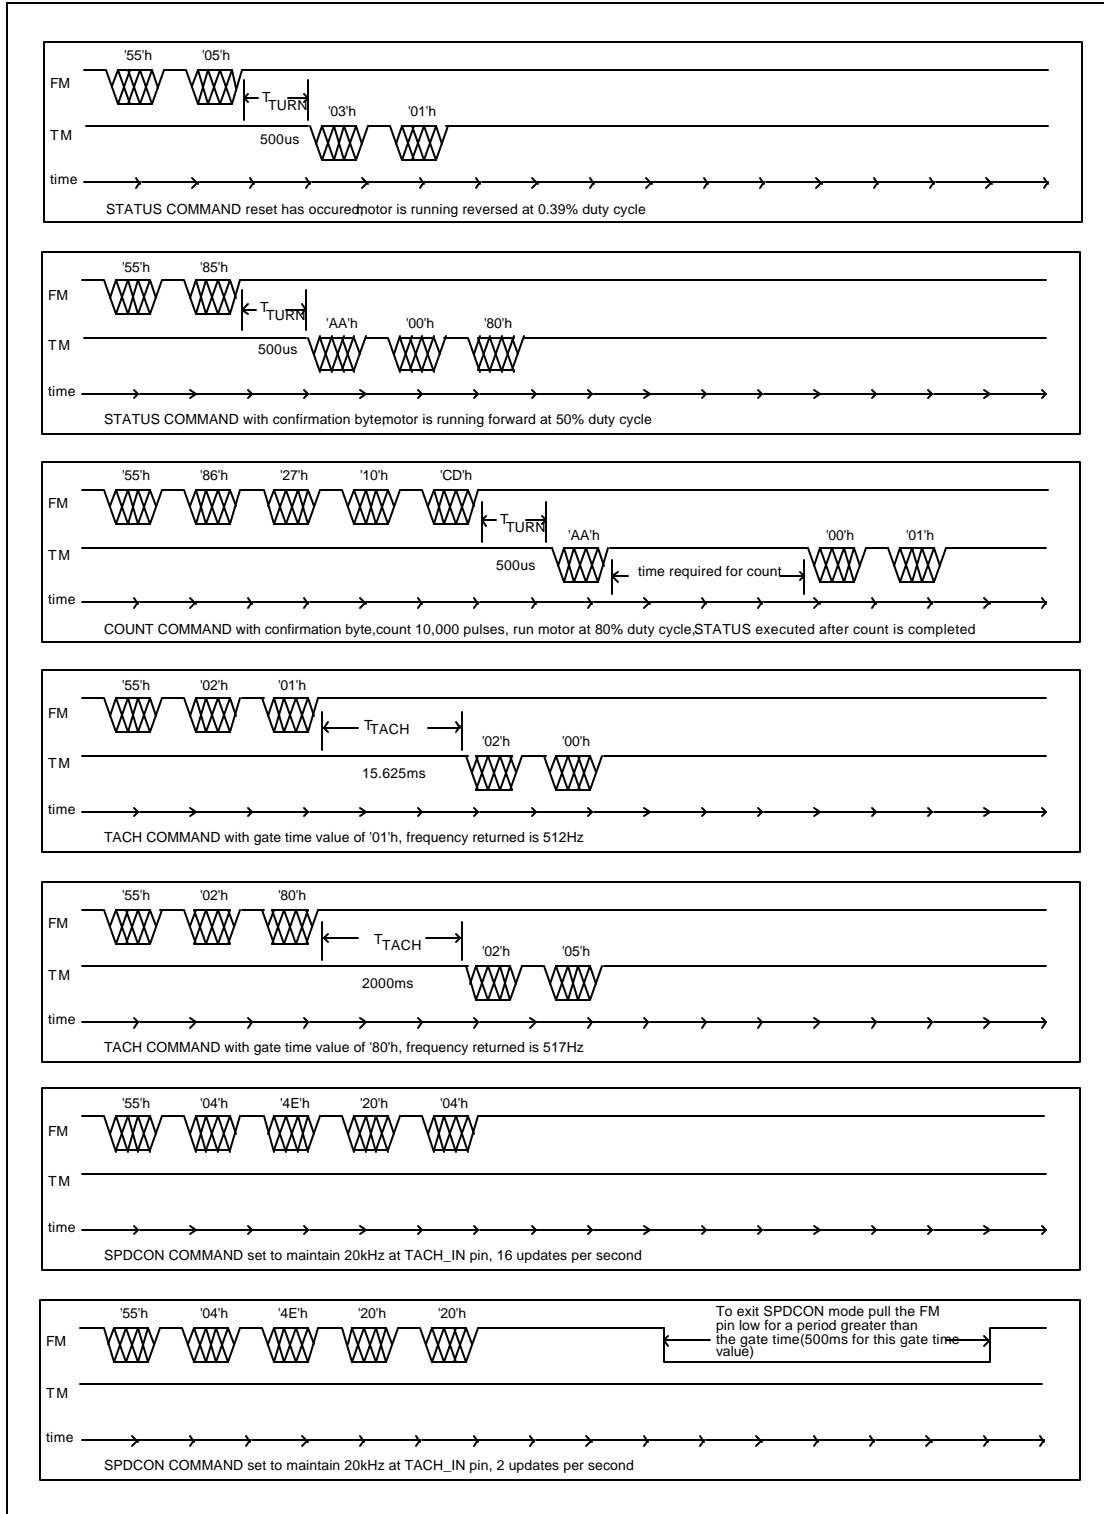 '55'h '05'h
FM
T TURN
'03'h '01'h
TM
500us
time
STATUS COMMAND reset has occured,motor is running reversed at 0.39% duty cycle
'55'h '85'h
FM
T TURN
'AA'h '00'h '80'h
TM
500us
time
STATUS COMMAND with confirmation byte,motor is running forward at 50% duty cycle
'55'h '86'h '27'h '10'h 'CD'h
FM
T TURN
'AA'h '00'h '01'h
TM
500us
time required for count
time
COUNT COMMAND with confirmation byte,count 10,000 pulses, run motor at 80% duty cycle,STATUS executed after count is completed
'55'h '02'h '01'h
FM
T TACH
'02'h '00'h
TM
15.625ms
time
TACH COMMAND with gate time value of '01'h, frequency returned is 512Hz
'55'h '02'h '80'h
FM
T TACH
'02'h '05'h
TM
2000ms
time
TACH COMMAND with gate time value of '80'h, frequency returned is 517Hz
'55'h '04'h '4E'h '20'h '04'h
FM
TM
time
SPDCON COMMAND set to maintain 20kHz at TACH_IN pin, 16 updates per second
'55'h '04'h '4E'h '20'h '20'h
FM
To exit SPDCON mode pull the FM
pin low for a period greater than
the gate time(500ms for this gate time
value)
TM
time
SPDCON COMMAND set to maintain 20kHz at TACH_IN pin, 2 updates per second